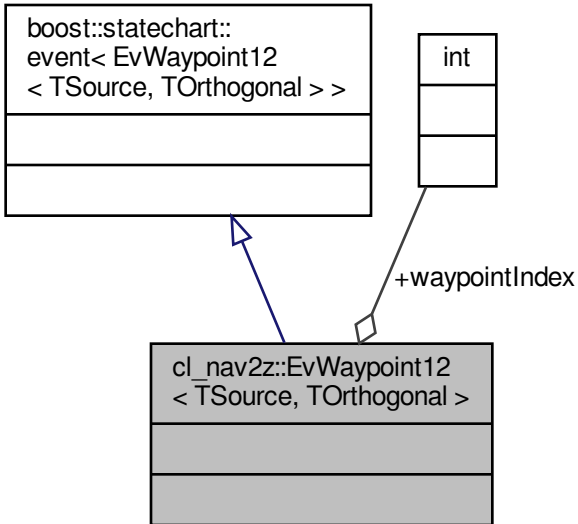 boost::statechart::
event< EvWaypoint12
< TSource, TOrthogonal > >
int
+waypointIndex
cl_nav2z::EvWaypoint12
< TSource, TOrthogonal >